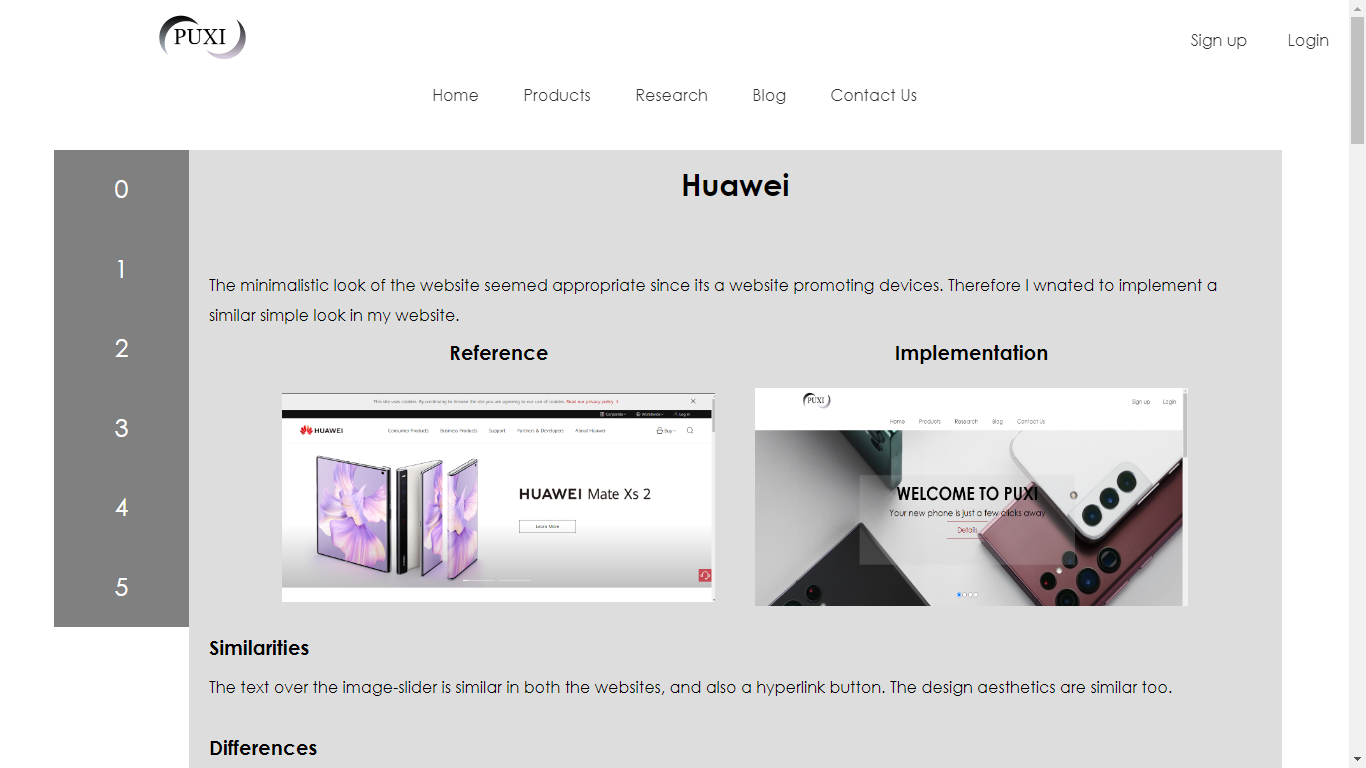 PUXI
Sign up
Login
Home
Products
Research
Blog
Contact Us
0
1
2
3
4
5
Huawei
The minimalistic look of the website seemed appropriate since its a website promoting devices. Therefore I wnated to implement a
similar simple look in my website.
Reference
Implementation
This site uses cookies. By continuing to browse the site you are agreeing to our use of cookies. Read our privacy policy >
Corporate
Worldwide
Log in
HUAWEI
Consumer Products
Business Products
Support
Partners & Developers
About Huawei
Buy
HUAWEI Mate Xs 2
Learn More
PUXI
Sign up
Login
Home
Products
Research
Blog
Contact Us
WELCOME TO PUXI
Your new phone is just a few clicks away
Details
Similarities
The text over the image-slider is similar in both the websites, and also a hyperlink button. The design aesthetics are similar too.
Differences